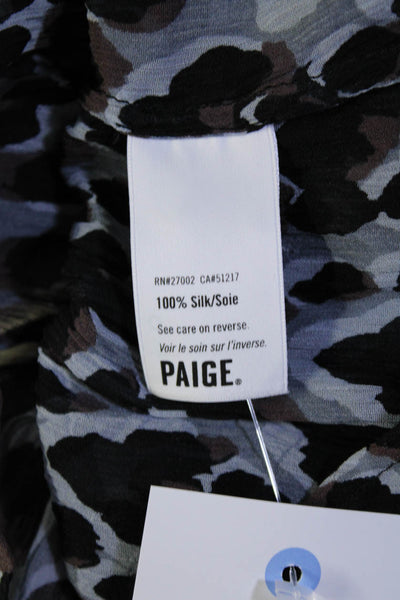 RN#27002 CA#51217
100% Silk/Soie
See care on reverse.
Voir le soin sur l'inverse.
PAIGE®